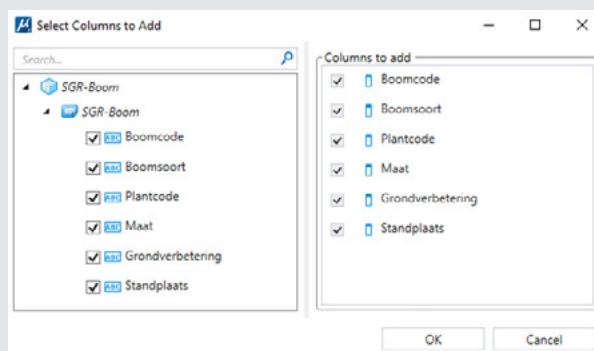 Select Columns to Add
Search...
SGR-Boom
SGR-Boom
Boomcode
Boomsoort
Plantcode
Maat
Grondverbetering
Standplaats
Columns to add
Boomcode
Boomsoort
Plantcode
Maat
Grondverbetering
Standplaats
OK
Cancel